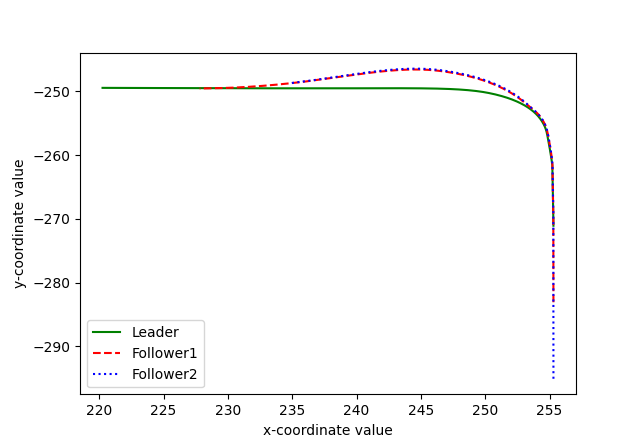 −250
−260
−270
−280
−290
y-coordinate value
Leader
Follower1
Follower2
220 225 230 235 240 245 250 255
x-coordinate value